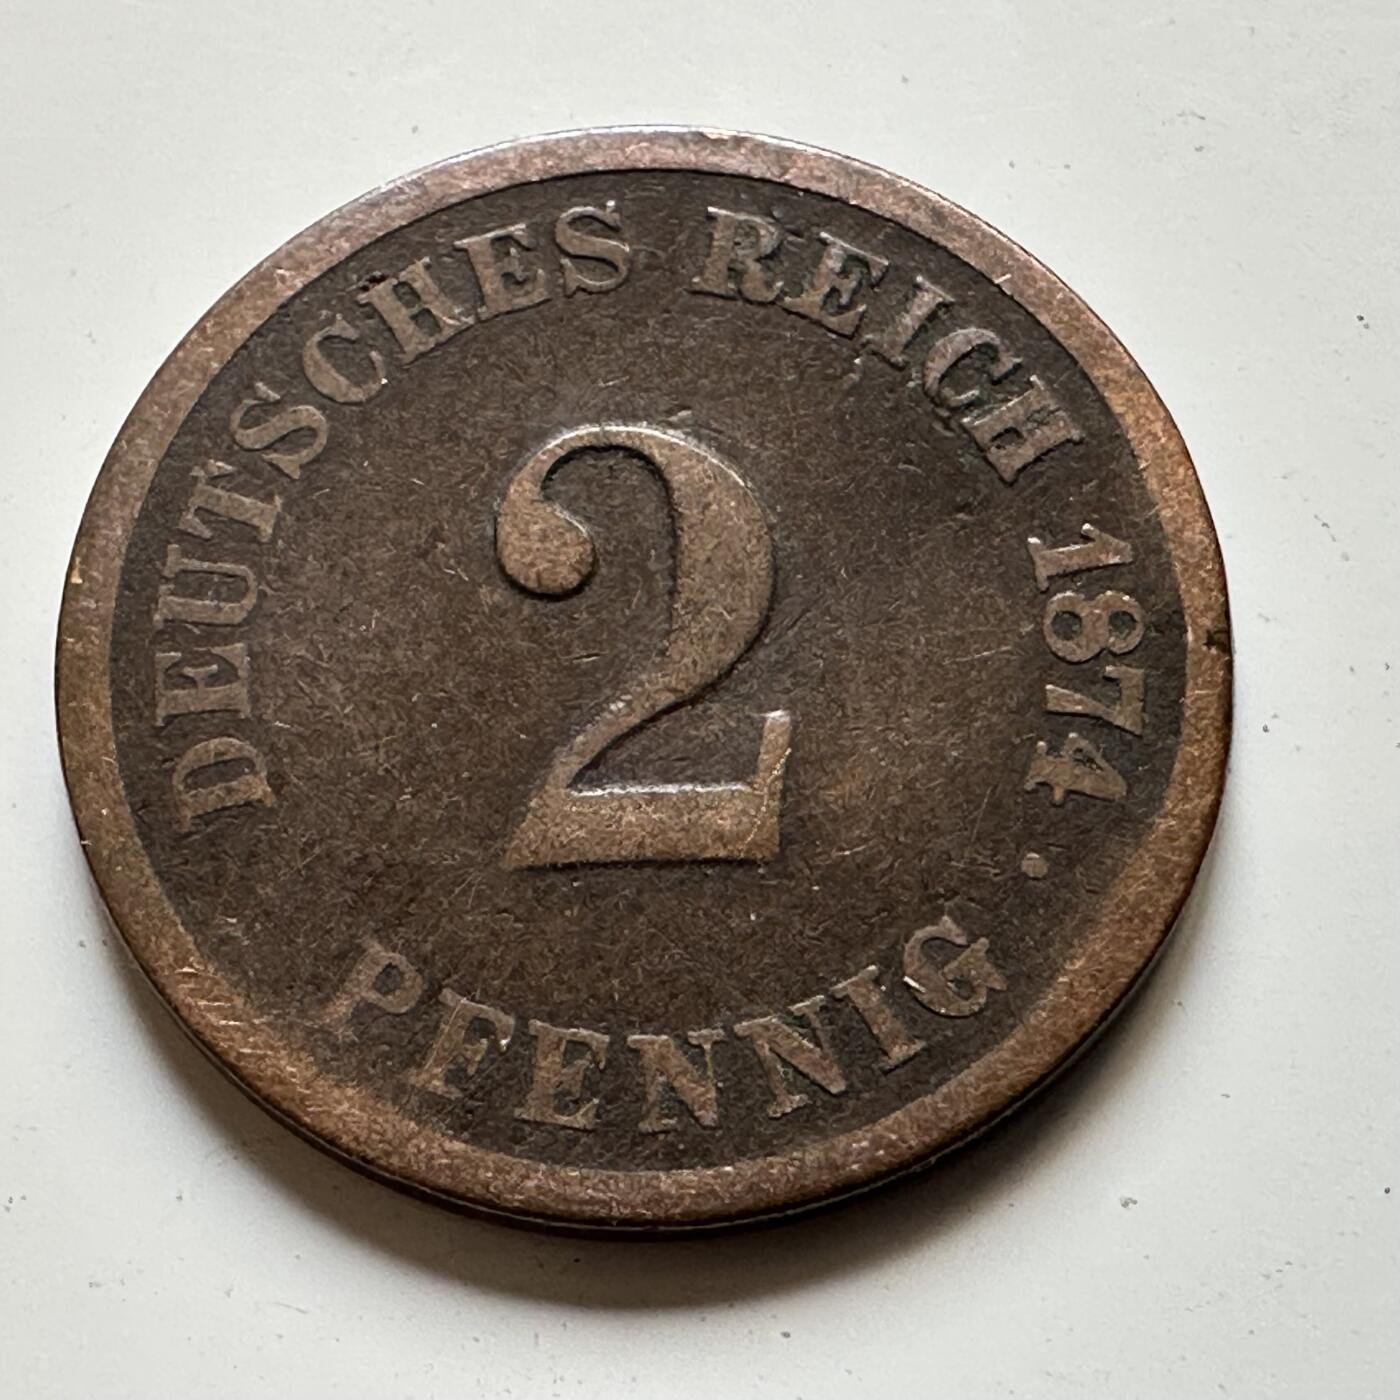 DEUTSCHES REICH 1874.
2
PFENNIG